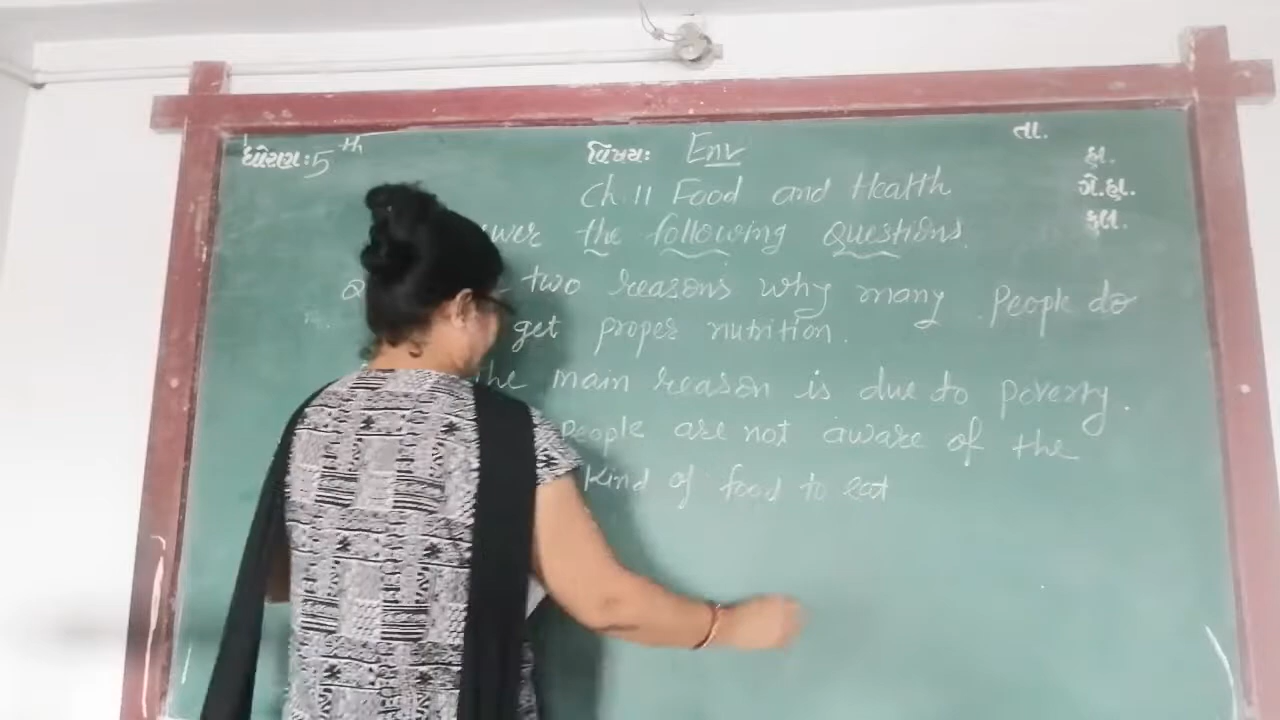 ધોરણ: 5th વિષય: Env તા.
Ch. 11 Food and Health હા.
ગે.હા.
the following Questions. કુલ.
two reasons why many People do
get proper nutrition.
the main reason is due to poverty.
People are not aware of the
kind of food to eat